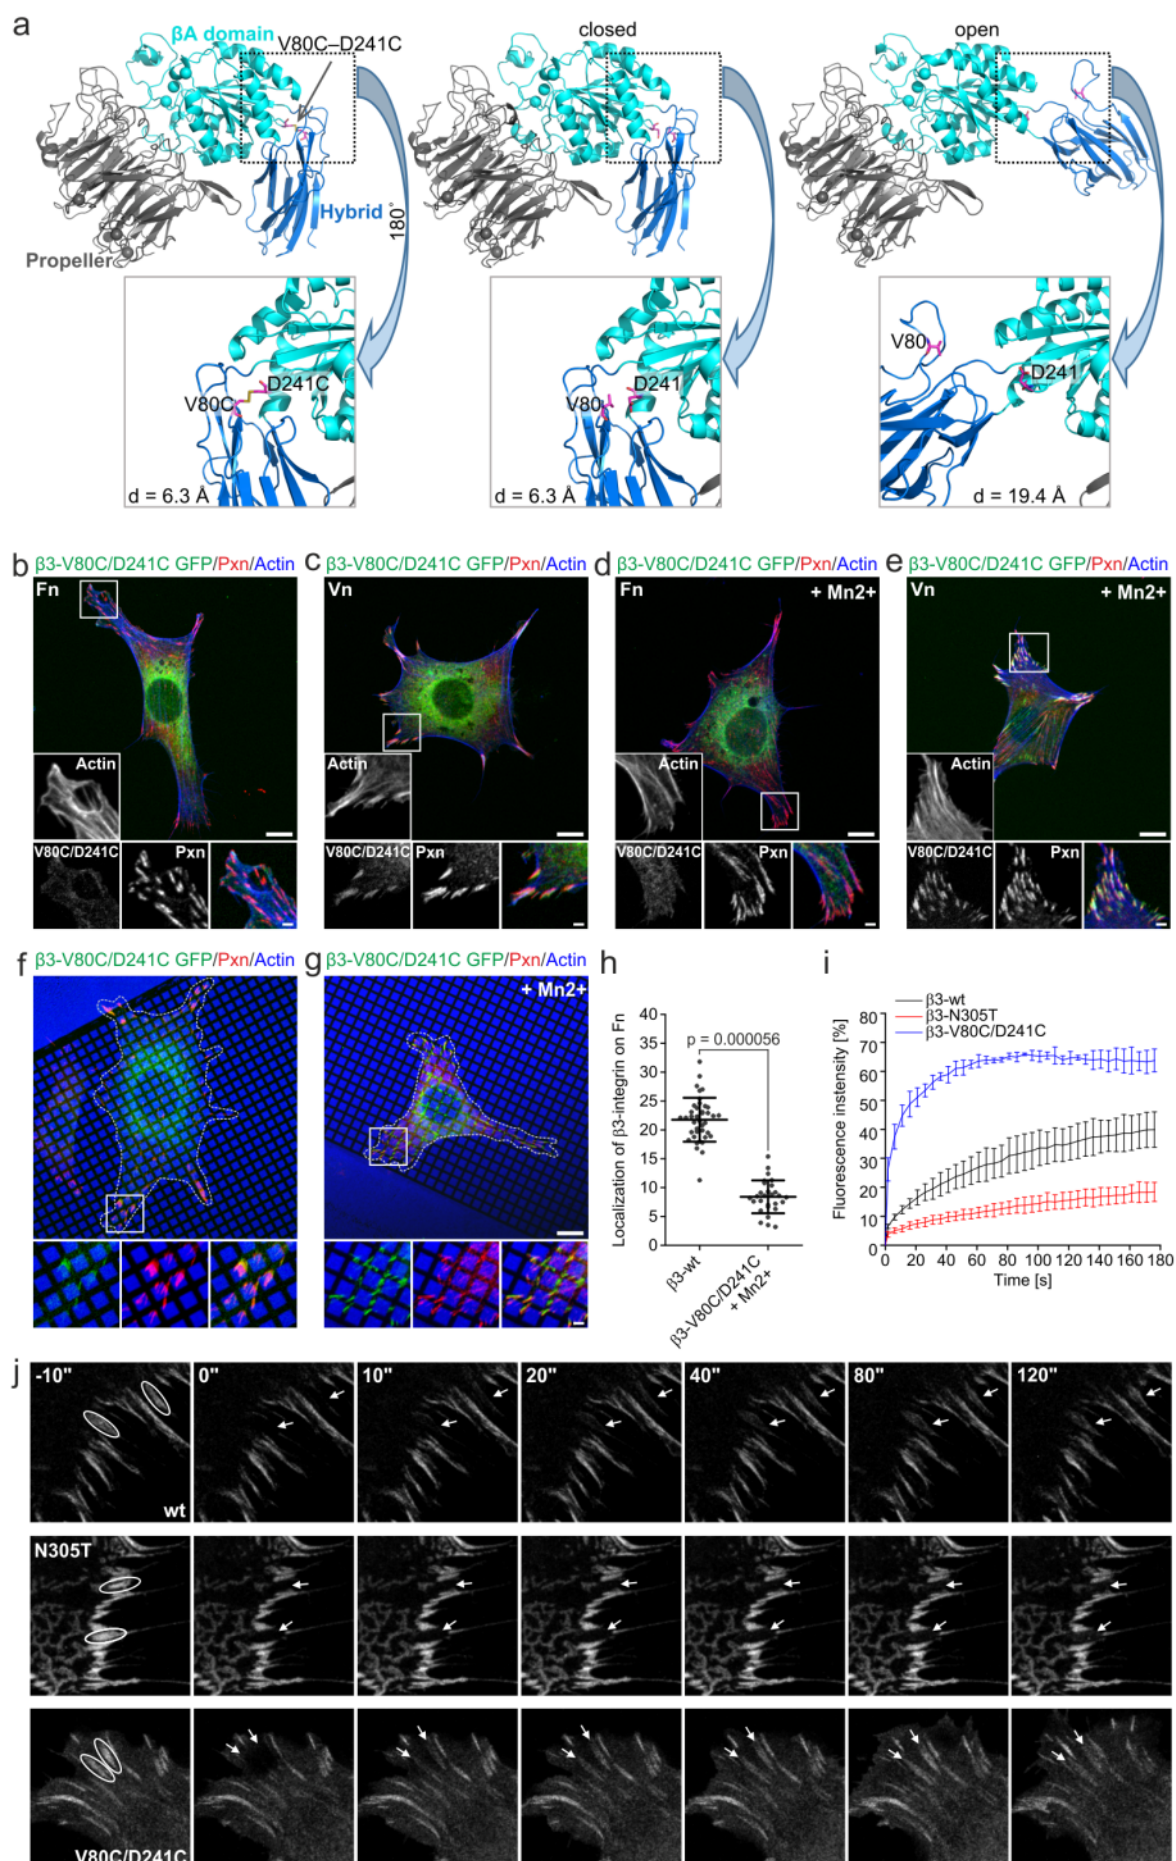 a
βA domain
V80C–D241C
closed
open
Hybrid
180°
Propeller
D241C
V80C
d = 6.3 Å
D241
V80
d = 6.3 Å
V80
D241
d = 19.4 Å
b
β3-V80C/D241C GFP/Pxn/Actin
Fn
Actin
V80C/D241C
Pxn
c
β3-V80C/D241C GFP/Pxn/Actin
Vn
Actin
V80C/D241C
Pxn
d
β3-V80C/D241C GFP/Pxn/Actin
Fn
+ Mn2+
Actin
V80C/D241C
Pxn
e
β3-V80C/D241C GFP/Pxn/Actin
Vn
+ Mn2+
Actin
V80C/D241C
Pxn
f
β3-V80C/D241C GFP/Pxn/Actin
g
β3-V80C/D241C GFP/Pxn/Actin
+ Mn2+
h
Localization of β3-integrin on Fn
p = 0.000056
40
35
30
25
20
15
10
5
0
β3-wt
β3-V80C/D241C
+ Mn2+
i
β3-wt
β3-N305T
β3-V80C/D241C
Fluorescence instensity [%]
80
70
60
50
40
30
20
10
0
0 20 40 60 80 100 120 140 160 180
Time [s]
j
-10"
0"
10"
20"
40"
80"
120"
wt
N305T
V80C/D241C